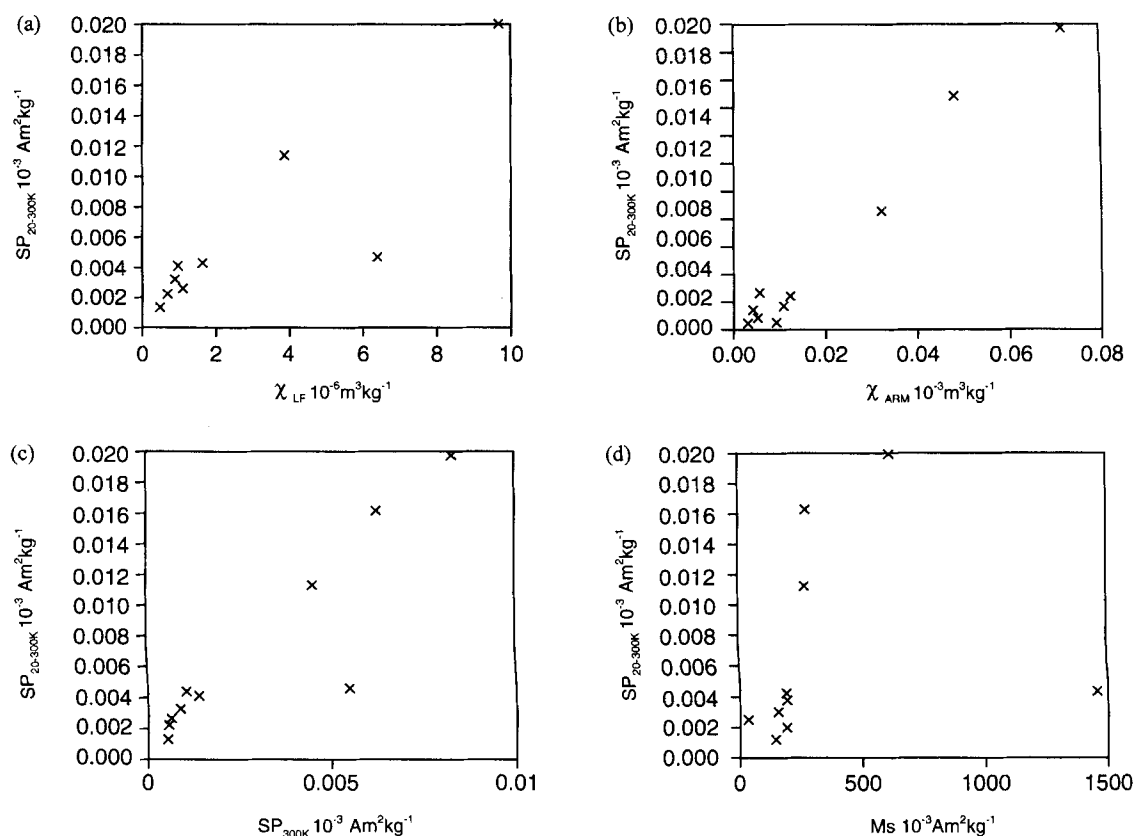 (a)
0.020
0.018
0.016
0.014
0.012
0.010
0.008
0.006
0.004
0.002
0.000
SP20-300K 10⁻³ Am²kg⁻¹
0 2 4 6 8 10
χ LF 10⁻⁶m³kg⁻¹
(b)
0.020
0.018
0.016
0.014
0.012
0.010
0.008
0.006
0.004
0.002
0.000
SP20-300K 10⁻³ Am²kg⁻¹
0.00 0.02 0.04 0.06 0.08
χ ARM 10⁻³m³kg⁻¹
(c)
0.020
0.018
0.016
0.014
0.012
0.010
0.008
0.006
0.004
0.002
0.000
SP20-300K 10⁻³ Am²kg⁻¹
0 0.005 0.01
SP300K 10⁻³ Am²kg⁻¹
(d)
0.020
0.018
0.016
0.014
0.012
0.010
0.008
0.006
0.004
0.002
0.000
SP20-300K 10⁻³ Am²kg⁻¹
0 500 1000 1500
Ms 10⁻³Am²kg⁻¹